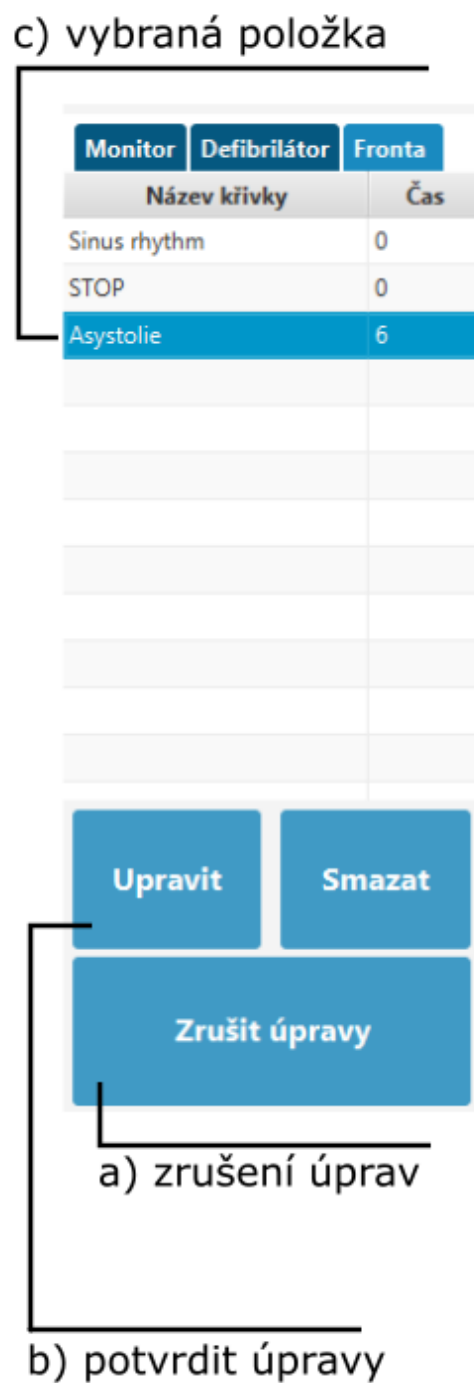 c) vybraná položka
Monitor Defibrilátor Fronta
Název křivky Čas
Sinus rhythm 0
STOP 0
Asystolie 6
Upravit Smazat
Zrušit úpravy
a) zrušení úprav
b) potvrdit úpravy